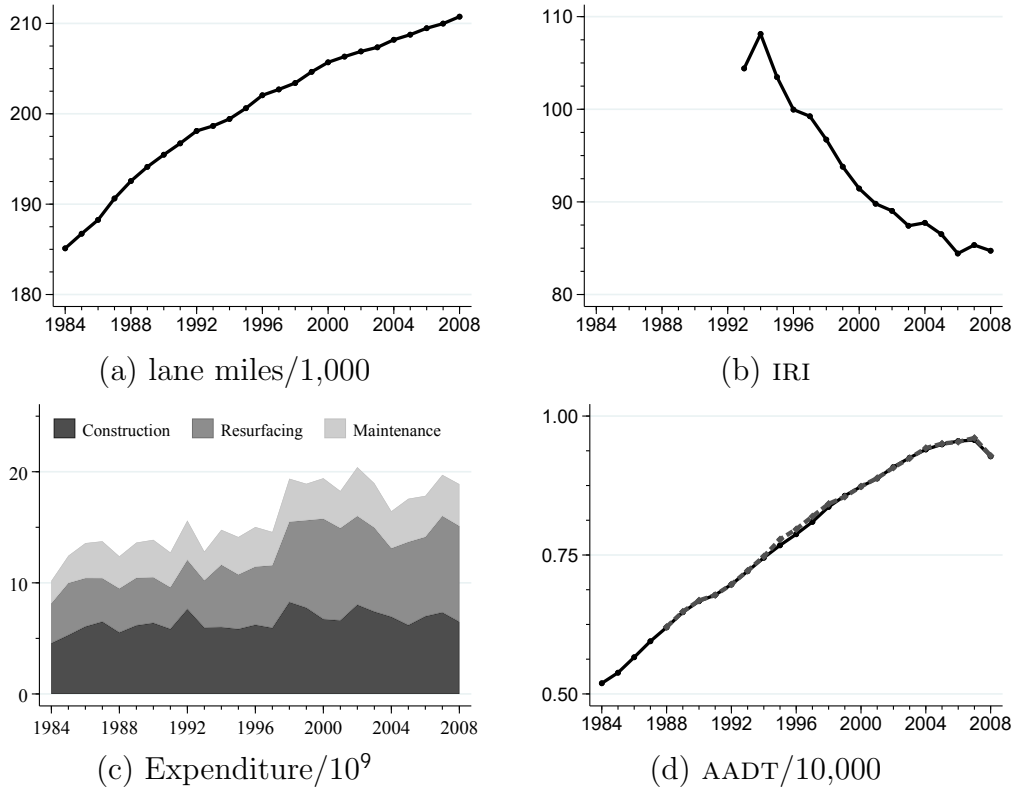 210
200
190
180
1984 1988 1992 1996 2000 2004 2008
(a) lane miles/1,000
110
100
90
80
1984 1988 1992 1996 2000 2004 2008
(b) IRI
Construction Resurfacing Maintenance
20
10
0
1984 1988 1992 1996 2000 2004 2008
(c) Expenditure/10⁹
1.00
0.75
0.50
1984 1988 1992 1996 2000 2004 2008
(d) AADT/10,000